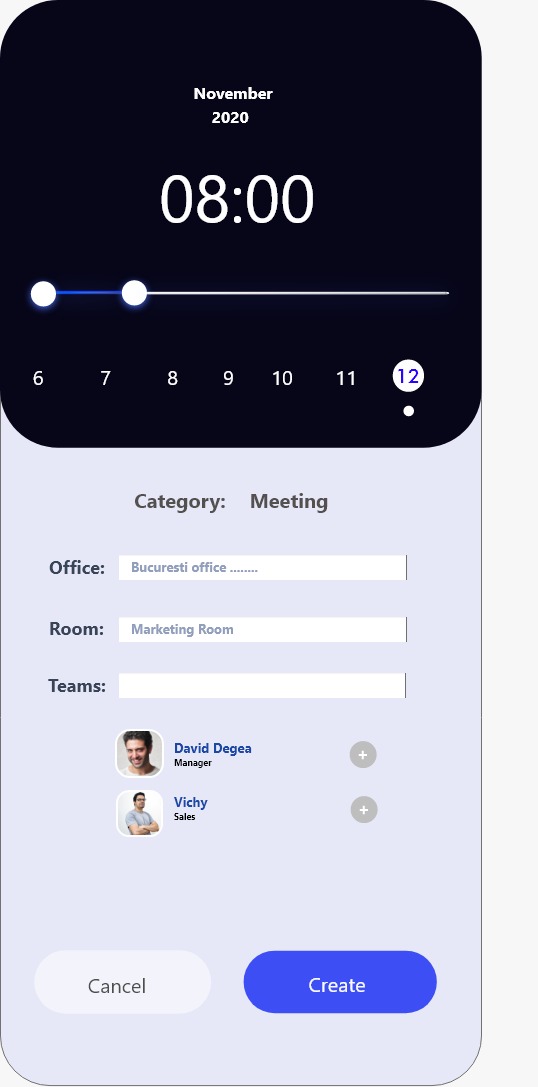 November
2020
08:00
6 7 8 9 10 11 12
Category: Meeting
Office: Bucuresti office ........
Room: Marketing Room
Teams:
David Degea
Manager
+
Vichy
Sales
+
Cancel Create